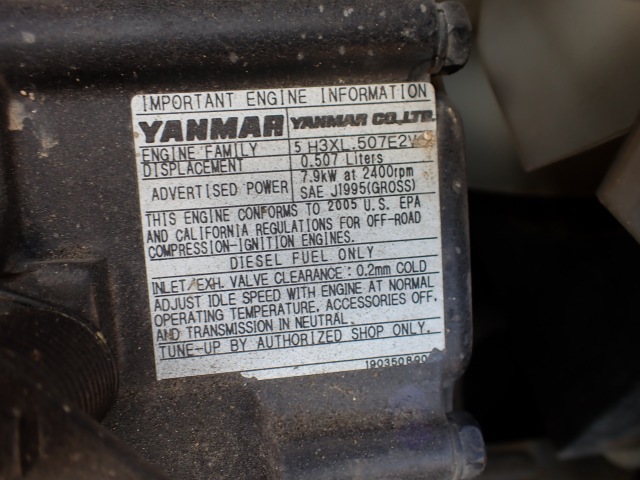 IMPORTANT ENGINE INFORMATION
YANMAR YANMAR CO.,LTD.
ENGINE FAMILY 5 H3XL.507E2V
DISPLACEMENT 0.507 Liters
ADVERTISED POWER 7.9kW at 2400rpm
SAE J1995(GROSS)
THIS ENGINE CONFORMS TO 2005 U.S. EPA
AND CALIFORNIA REGULATIONS FOR OFF-ROAD
COMPRESSION-IGNITION ENGINES.
DIESEL FUEL ONLY
INLET/EXH. VALVE CLEARANCE : 0.2mm COLD
ADJUST IDLE SPEED WITH ENGINE AT NORMAL
OPERATING TEMPERATURE, ACCESSORIES OFF,
AND TRANSMISSION IN NEUTRAL.
TUNE-UP BY AUTHORIZED SHOP ONLY.